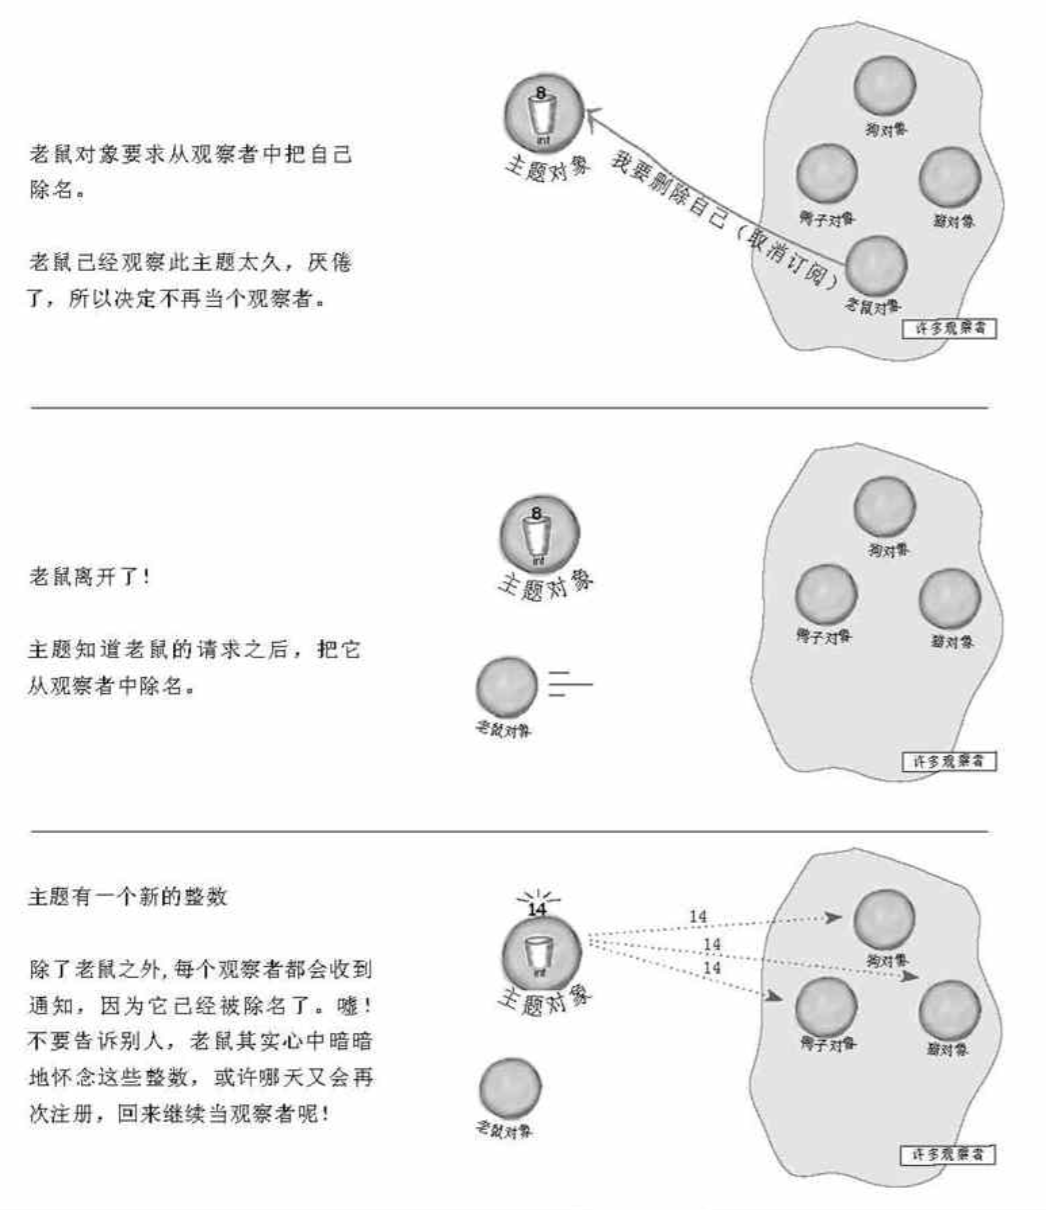 老鼠对象要求从观察者中把自己
除名。
老鼠已经观察此主题太久，厌倦
了，所以决定不再当个观察者。
8
int
主题对象
我要删除自己（取消订阅）
狗对象
鸭子对象
猫对象
老鼠对象
许多观察者
老鼠离开了！
主题知道老鼠的请求之后，把它
从观察者中除名。
8
int
主题对象
老鼠对象
狗对象
鸭子对象
猫对象
许多观察者
主题有一个新的整数
除了老鼠之外,每个观察者都会收到
通知，因为它已经被除名了。嘘！
不要告诉别人，老鼠其实心中暗暗
地怀念这些整数，或许哪天又会再
次注册，回来继续当观察者呢！
14
int
主题对象
14
14
14
老鼠对象
狗对象
鸭子对象
猫对象
许多观察者